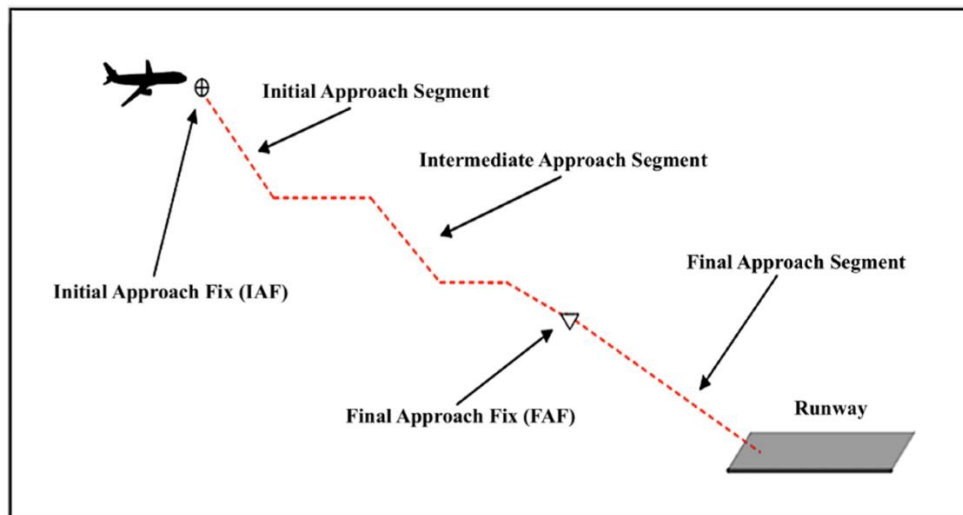 Initial Approach Segment
Intermediate Approach Segment
Final Approach Segment
Initial Approach Fix (IAF)
Final Approach Fix (FAF)
Runway